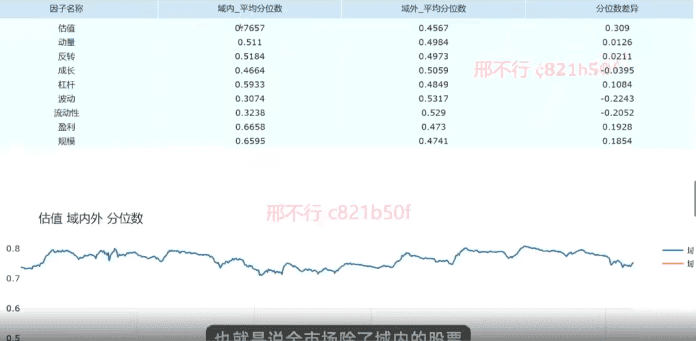 因子名称 域内_平均分位数 域外_平均分位数 分位数差异
估值 0.7657 0.4567 0.309
动量 0.511 0.4984 0.0126
反转 0.5184 0.4973 0.0211
成长 0.4664 0.5059 -0.0395
杠杆 0.5933 0.4849 0.1084
波动 0.3074 0.5317 -0.2243
流动性 0.3238 0.529 -0.2052
盈利 0.6658 0.473 0.1928
规模 0.6595 0.4741 0.1854
邢不行 c821b50f
邢不行 c821b50f
估值 域内外 分位数
0.8
0.7
0.6
0.5
域
域
也就是说全市场除了域内的股票